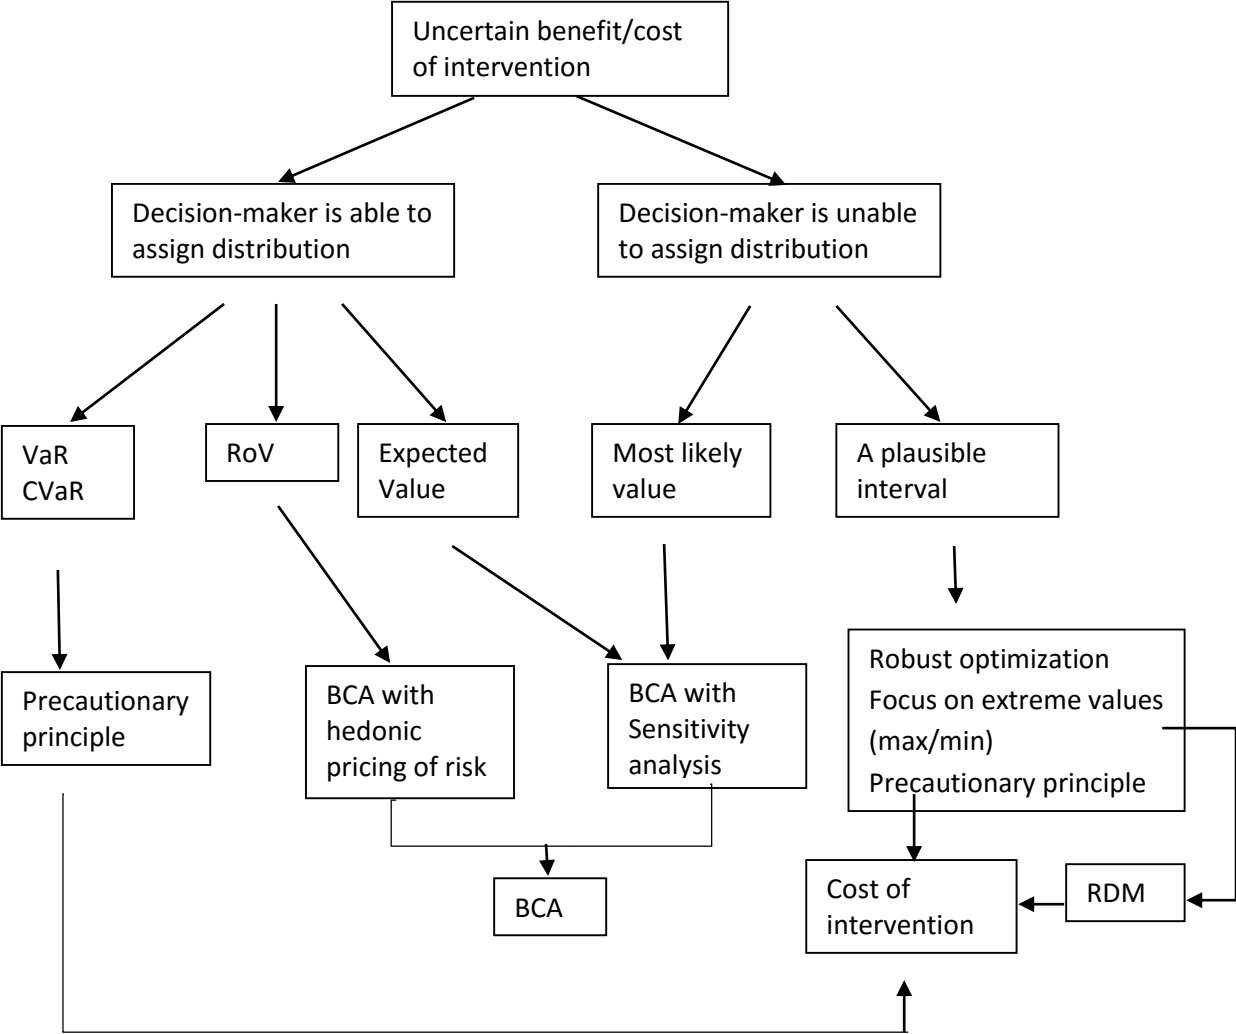 Uncertain benefit/cost
of intervention
Decision-maker is able to
assign distribution
Decision-maker is unable
to assign distribution
VaR
CVaR
RoV
Expected
Value
Most likely
value
A plausible
interval
Precautionary
principle
BCA with
hedonic
pricing of risk
BCA with
Sensitivity
analysis
Robust optimization
Focus on extreme values
(max/min)
Precautionary principle
BCA
Cost of
intervention
RDM